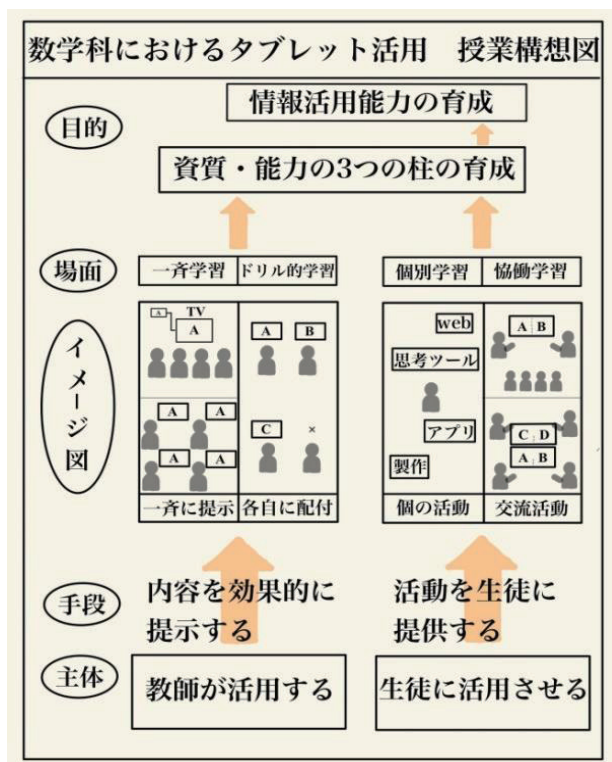 数学科におけるタブレット活用　授業構想図
目的
情報活用能力の育成
資質・能力の3つの柱の育成
場面
一斉学習
ドリル的学習
個別学習
協働学習
イメージ図
A
TV
A
A
A
A
A
一斉に提示
A
B
C
×
各自に配付
web
思考ツール
アプリ
製作
個の活動
A B
C D
A B
交流活動
手段
内容を効果的に
提示する
活動を生徒に
提供する
主体
教師が活用する
生徒に活用させる